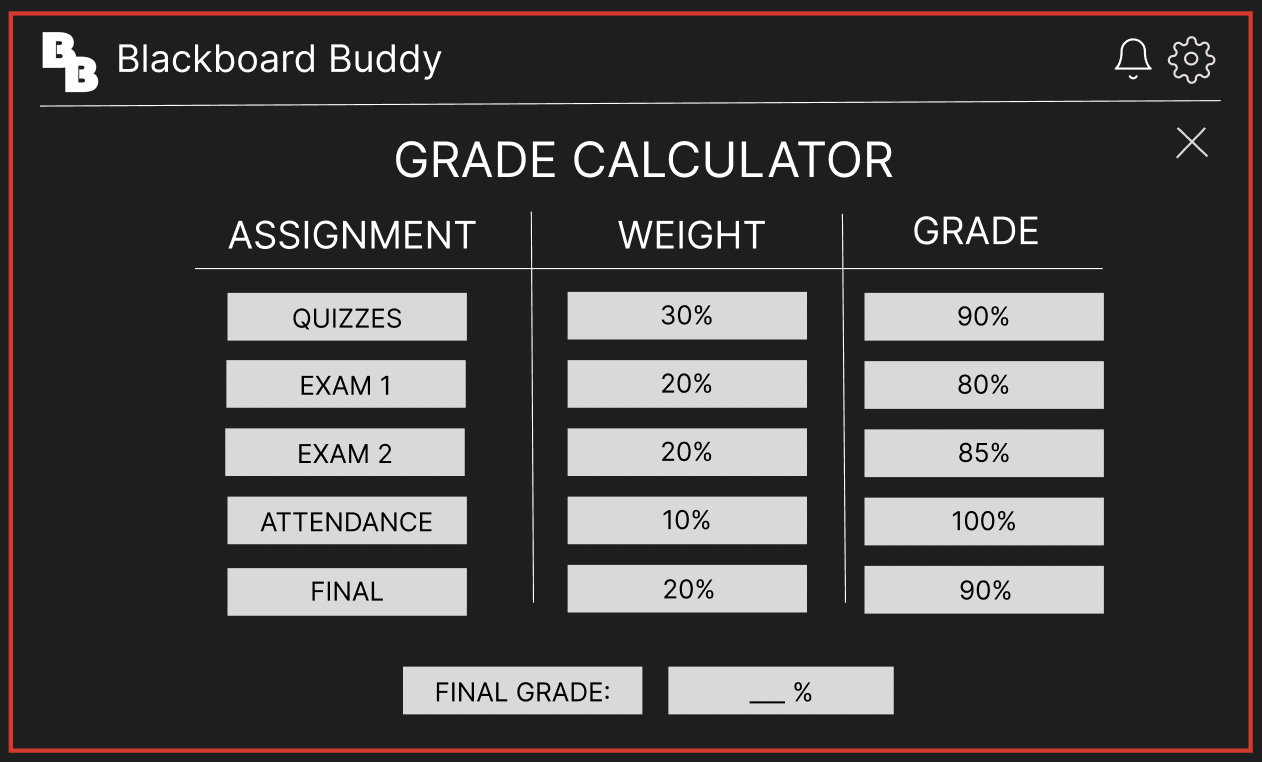 BB
Blackboard Buddy
GRADE CALCULATOR
ASSIGNMENT WEIGHT GRADE
QUIZZES 30% 90%
EXAM 1 20% 80%
EXAM 2 20% 85%
ATTENDANCE 10% 100%
FINAL 20% 90%
FINAL GRADE: ___ %